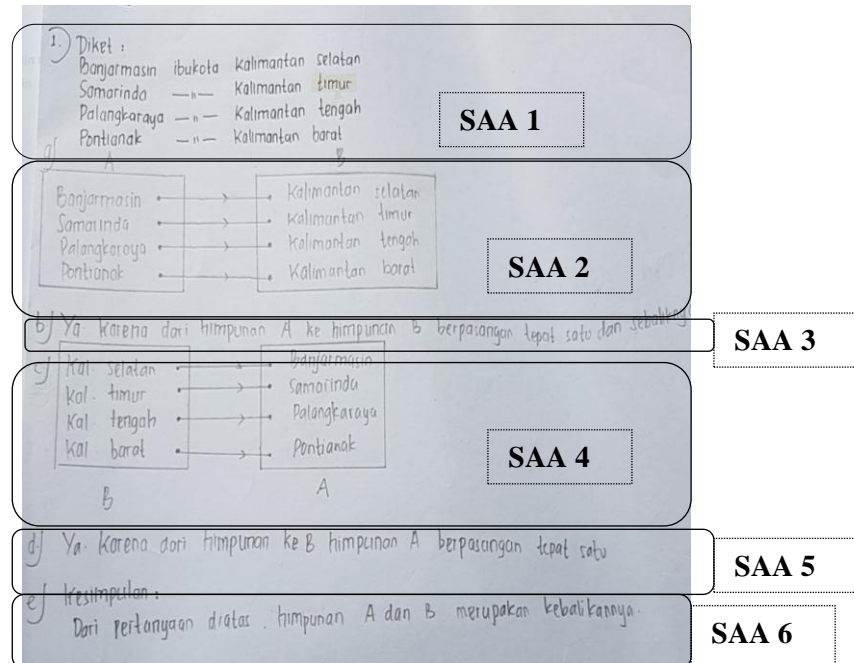 1.) Diket :
Banjarmasin ibukota Kalimantan selatan
Samarinda —"— Kalimantan timur
Palangkaraya —"— Kalimantan tengah
Pontianak —"— Kalimantan barat
SAA 1
a) A B
Banjarmasin Kalimantan selatan
Samarinda Kalimantan timur
Palangkaraya Kalimantan tengah
Pontianak Kalimantan barat
SAA 2
b) Ya. Karena dari himpunan A ke himpunan B berpasangan tepat satu dan
SAA 3
c) Kal. selatan Banjarmasin
Kal. timur Samarinda
Kal. tengah Palangkaraya
Kal. barat Pontianak
SAA 4
B A
d.) Ya. Karena dari himpunan ke B himpunan A berpasangan tepat satu
SAA 5
e) Kesimpulan :
Dari pertanyaan diatas . himpunan A dan B merupakan kebalikannya.
SAA 6